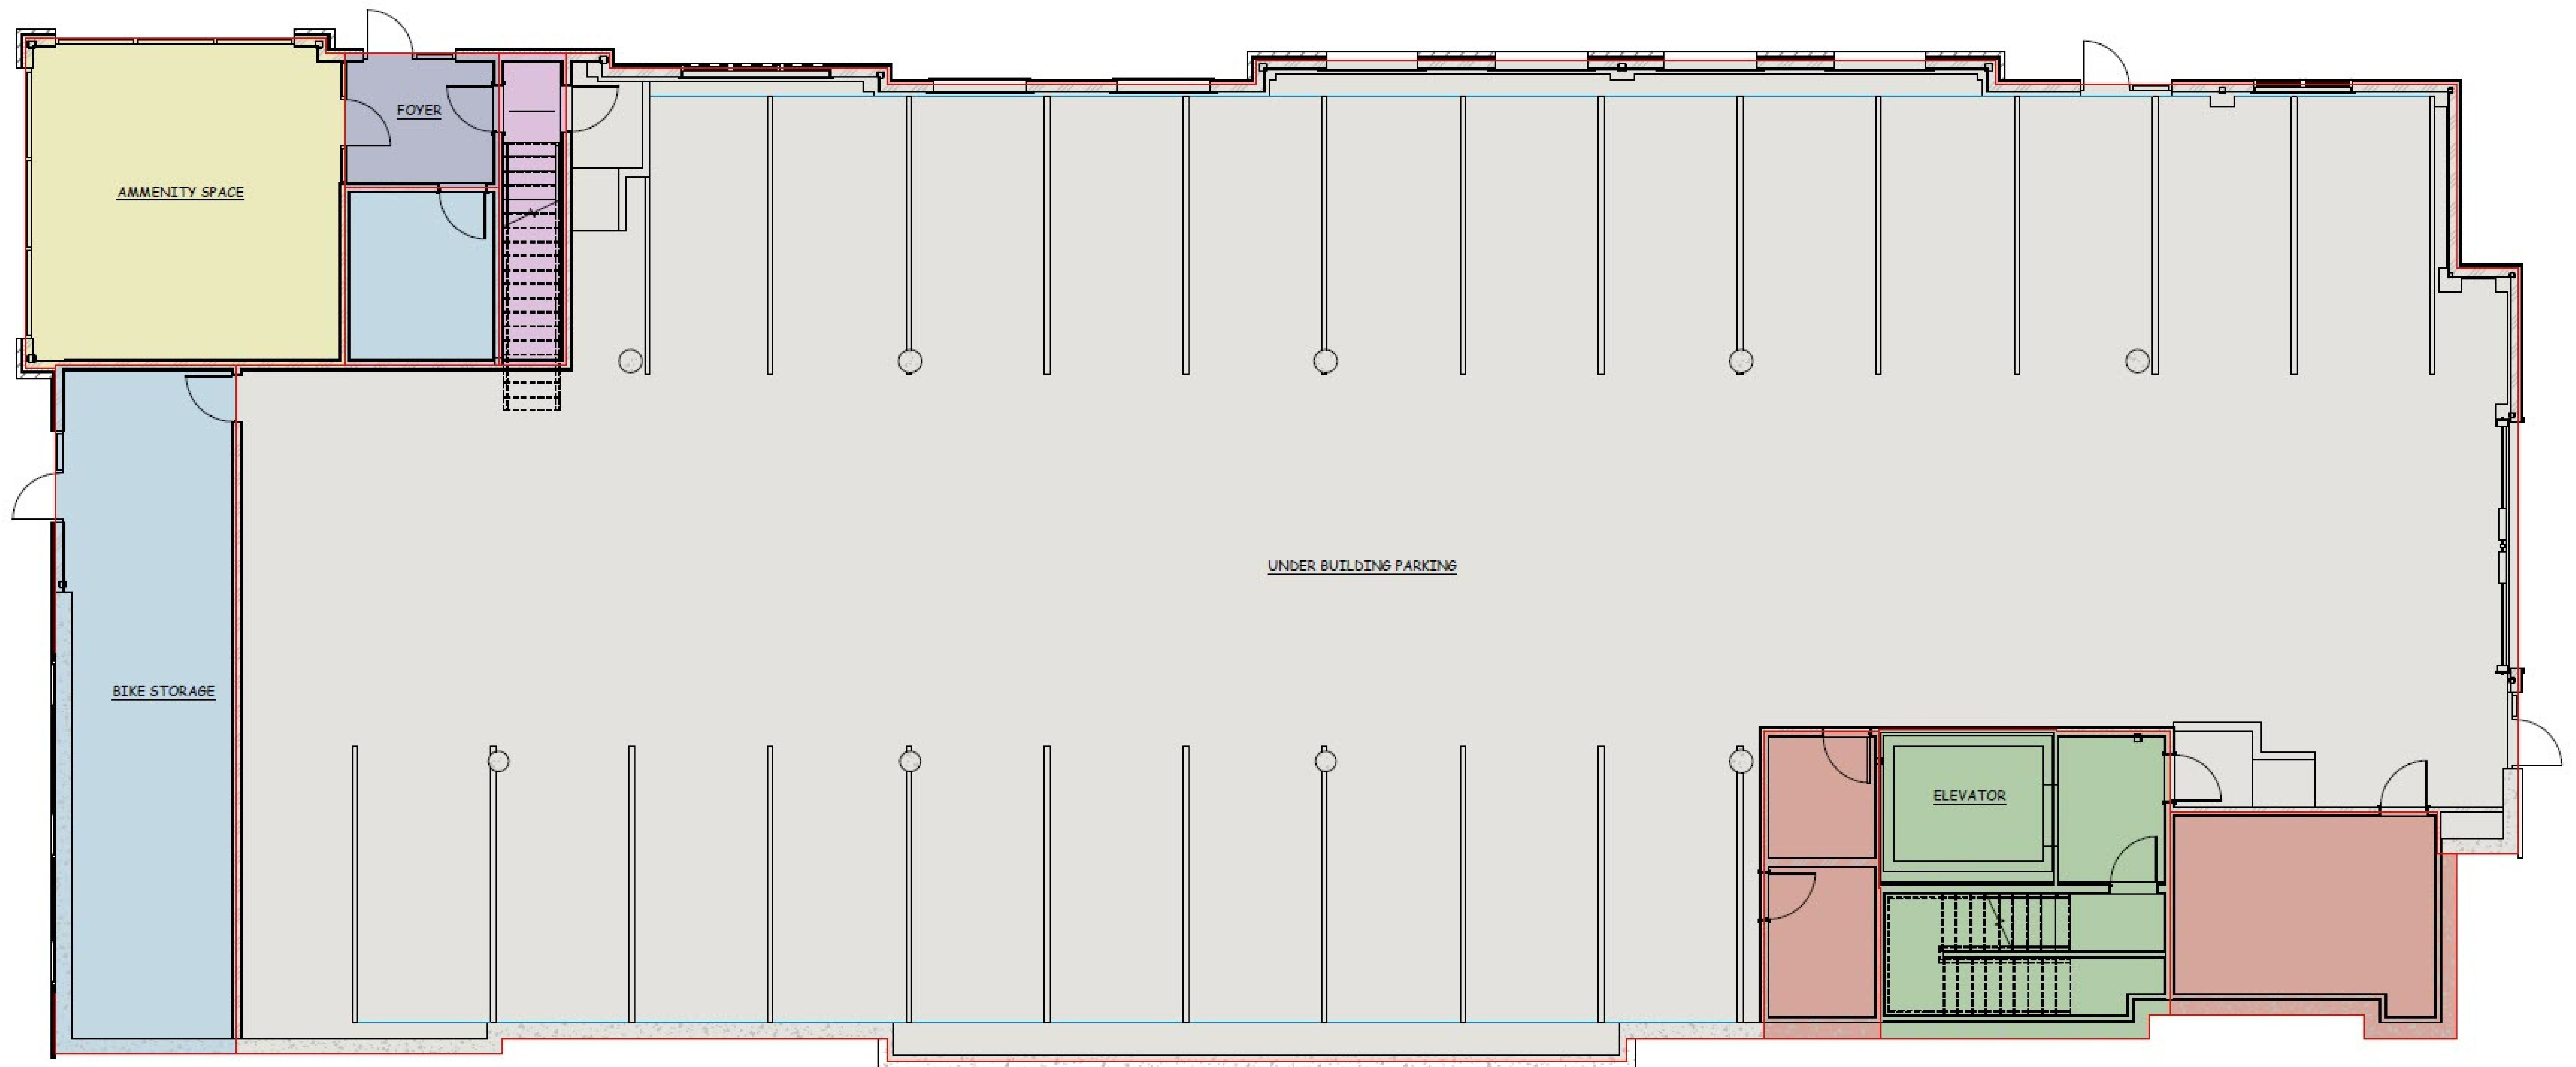 FOYER
AMMENITY SPACE
UNDER BUILDING PARKING
BIKE STORAGE
ELEVATOR